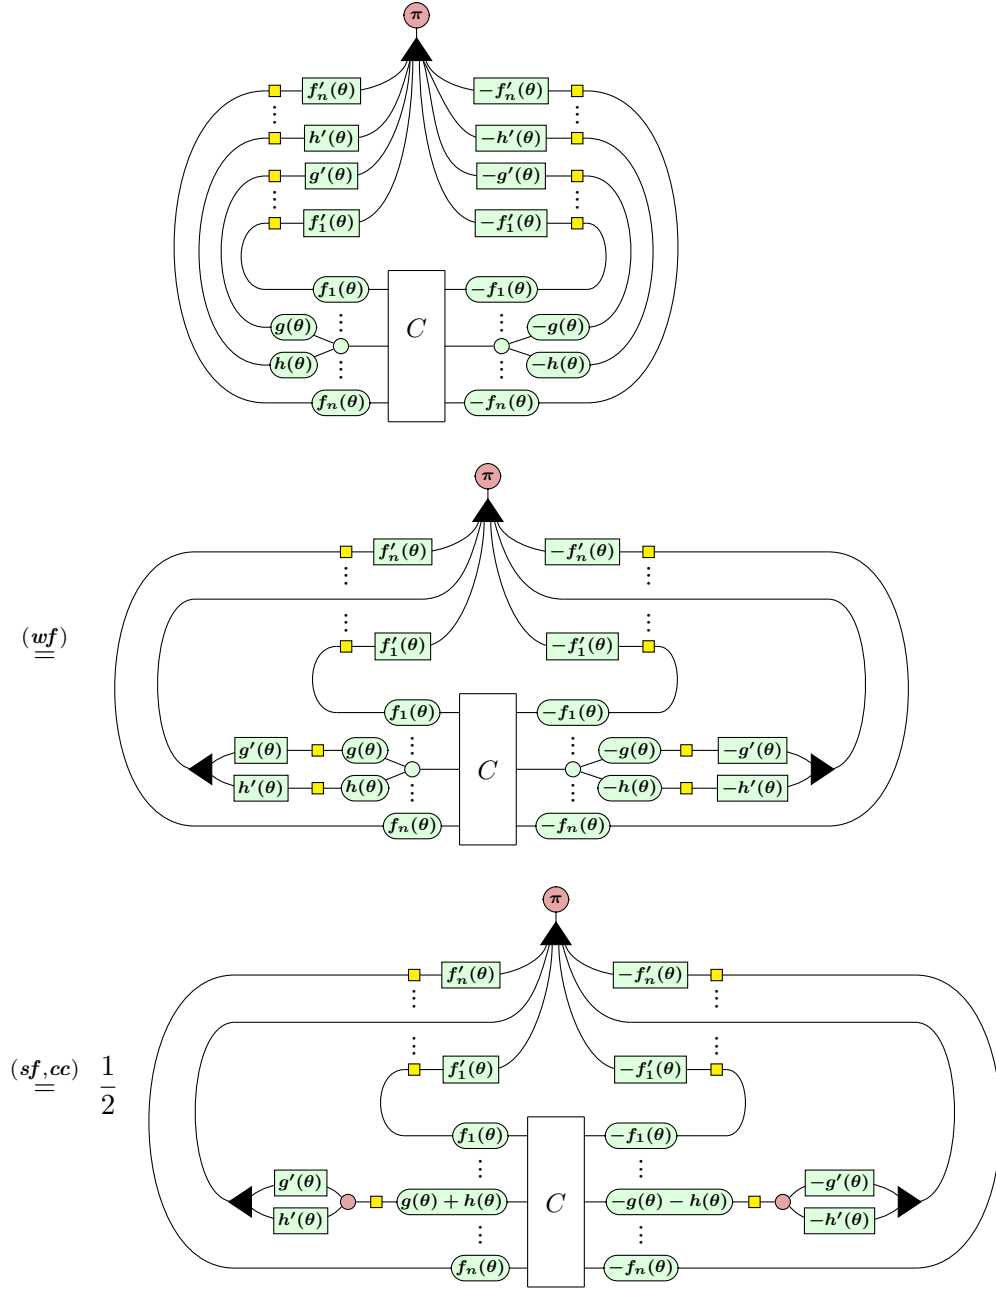 π
f′ₙ(θ) −f′ₙ(θ)
h′(θ) −h′(θ)
g′(θ) −g′(θ)
f′₁(θ) −f′₁(θ)
f₁(θ) −f₁(θ)
g(θ) C −g(θ)
h(θ) −h(θ)
fₙ(θ) −fₙ(θ)
π
f′ₙ(θ) −f′ₙ(θ)
(wf)
=
f′₁(θ) −f′₁(θ)
f₁(θ) −f₁(θ)
g′(θ) g(θ) −g(θ) −g′(θ)
C
h′(θ) h(θ) −h(θ) −h′(θ)
fₙ(θ) −fₙ(θ)
π
f′ₙ(θ) −f′ₙ(θ)
(sf,cc)
= 1/2
f′₁(θ) −f′₁(θ)
f₁(θ) −f₁(θ)
g′(θ) −g′(θ)
g(θ) + h(θ) C −g(θ) − h(θ)
h′(θ) −h′(θ)
fₙ(θ) −fₙ(θ)